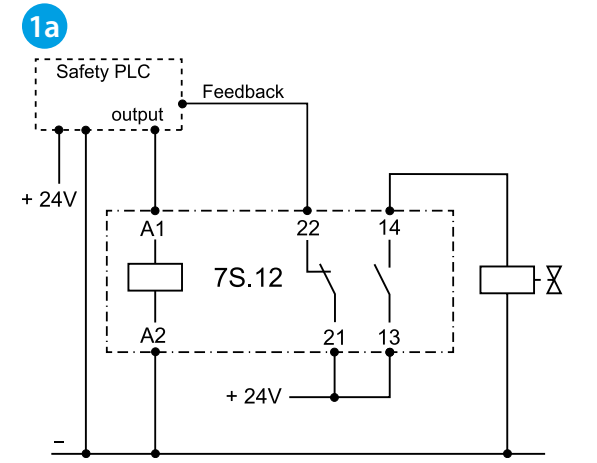 1a
Safety PLC
Feedback
output
+ 24V
A1
22
14
7S.12
A2
21
13
+ 24V
–